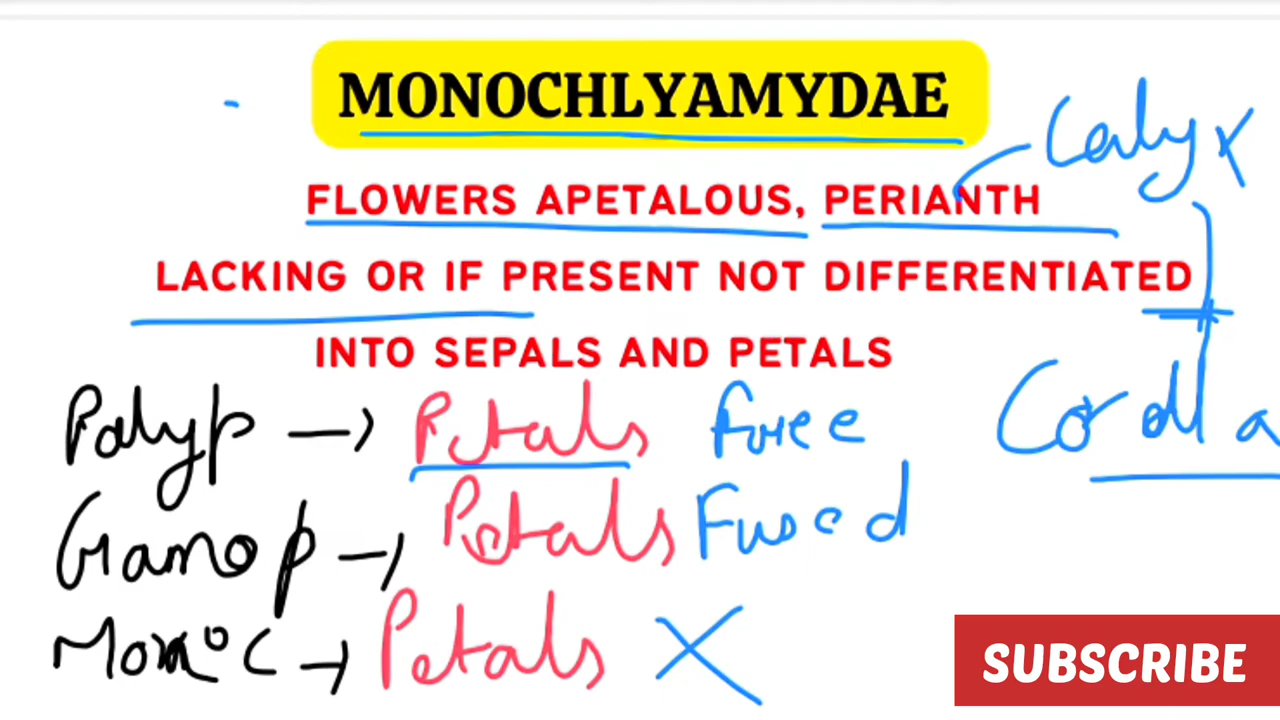 MONOCHLYAMYDAE
Calyx
FLOWERS APETALOUS, PERIANTH
LACKING OR IF PRESENT NOT DIFFERENTIATED
INTO SEPALS AND PETALS
Corolla
Polyp → Petals Free
Gamop → Petals Fused
Monoc → Petals X
SUBSCRIBE